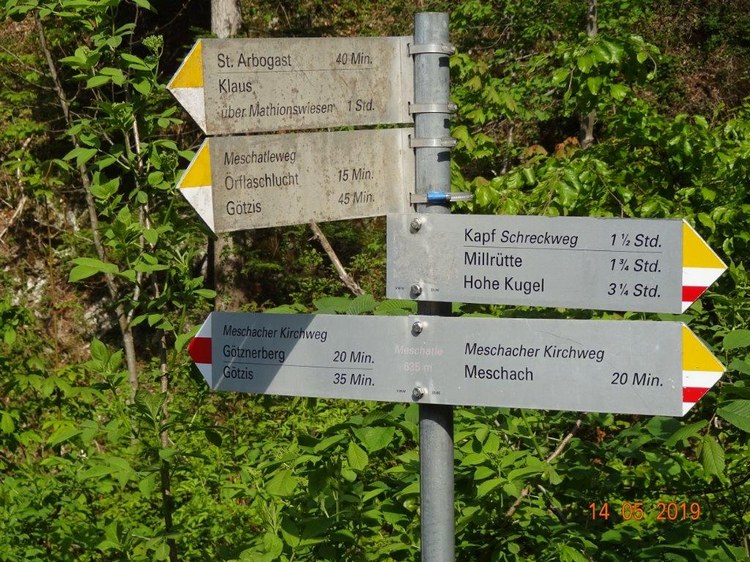 St. Arbogast 40 Min.
Klaus
über Mathionswiesen 1 Std.
Meschatleweg
Örflaschlucht 15 Min.
Götzis 45 Min.
Kapf Schreckweg 1 ½ Std.
Millrütte 1 ¾ Std.
Hohe Kugel 3 ¼ Std.
Meschacher Kirchweg
Götznerberg 20 Min.
Götzis 35 Min.
Meschatle
635 m
Meschacher Kirchweg
Meschach 20 Min.
14 05 2019